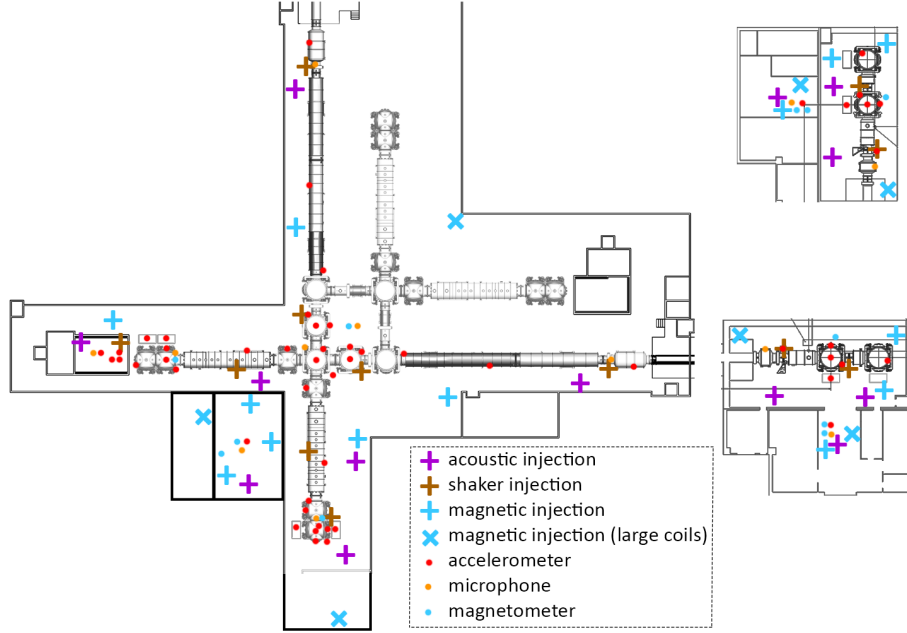 acoustic injection
shaker injection
magnetic injection
magnetic injection (large coils)
accelerometer
microphone
magnetometer